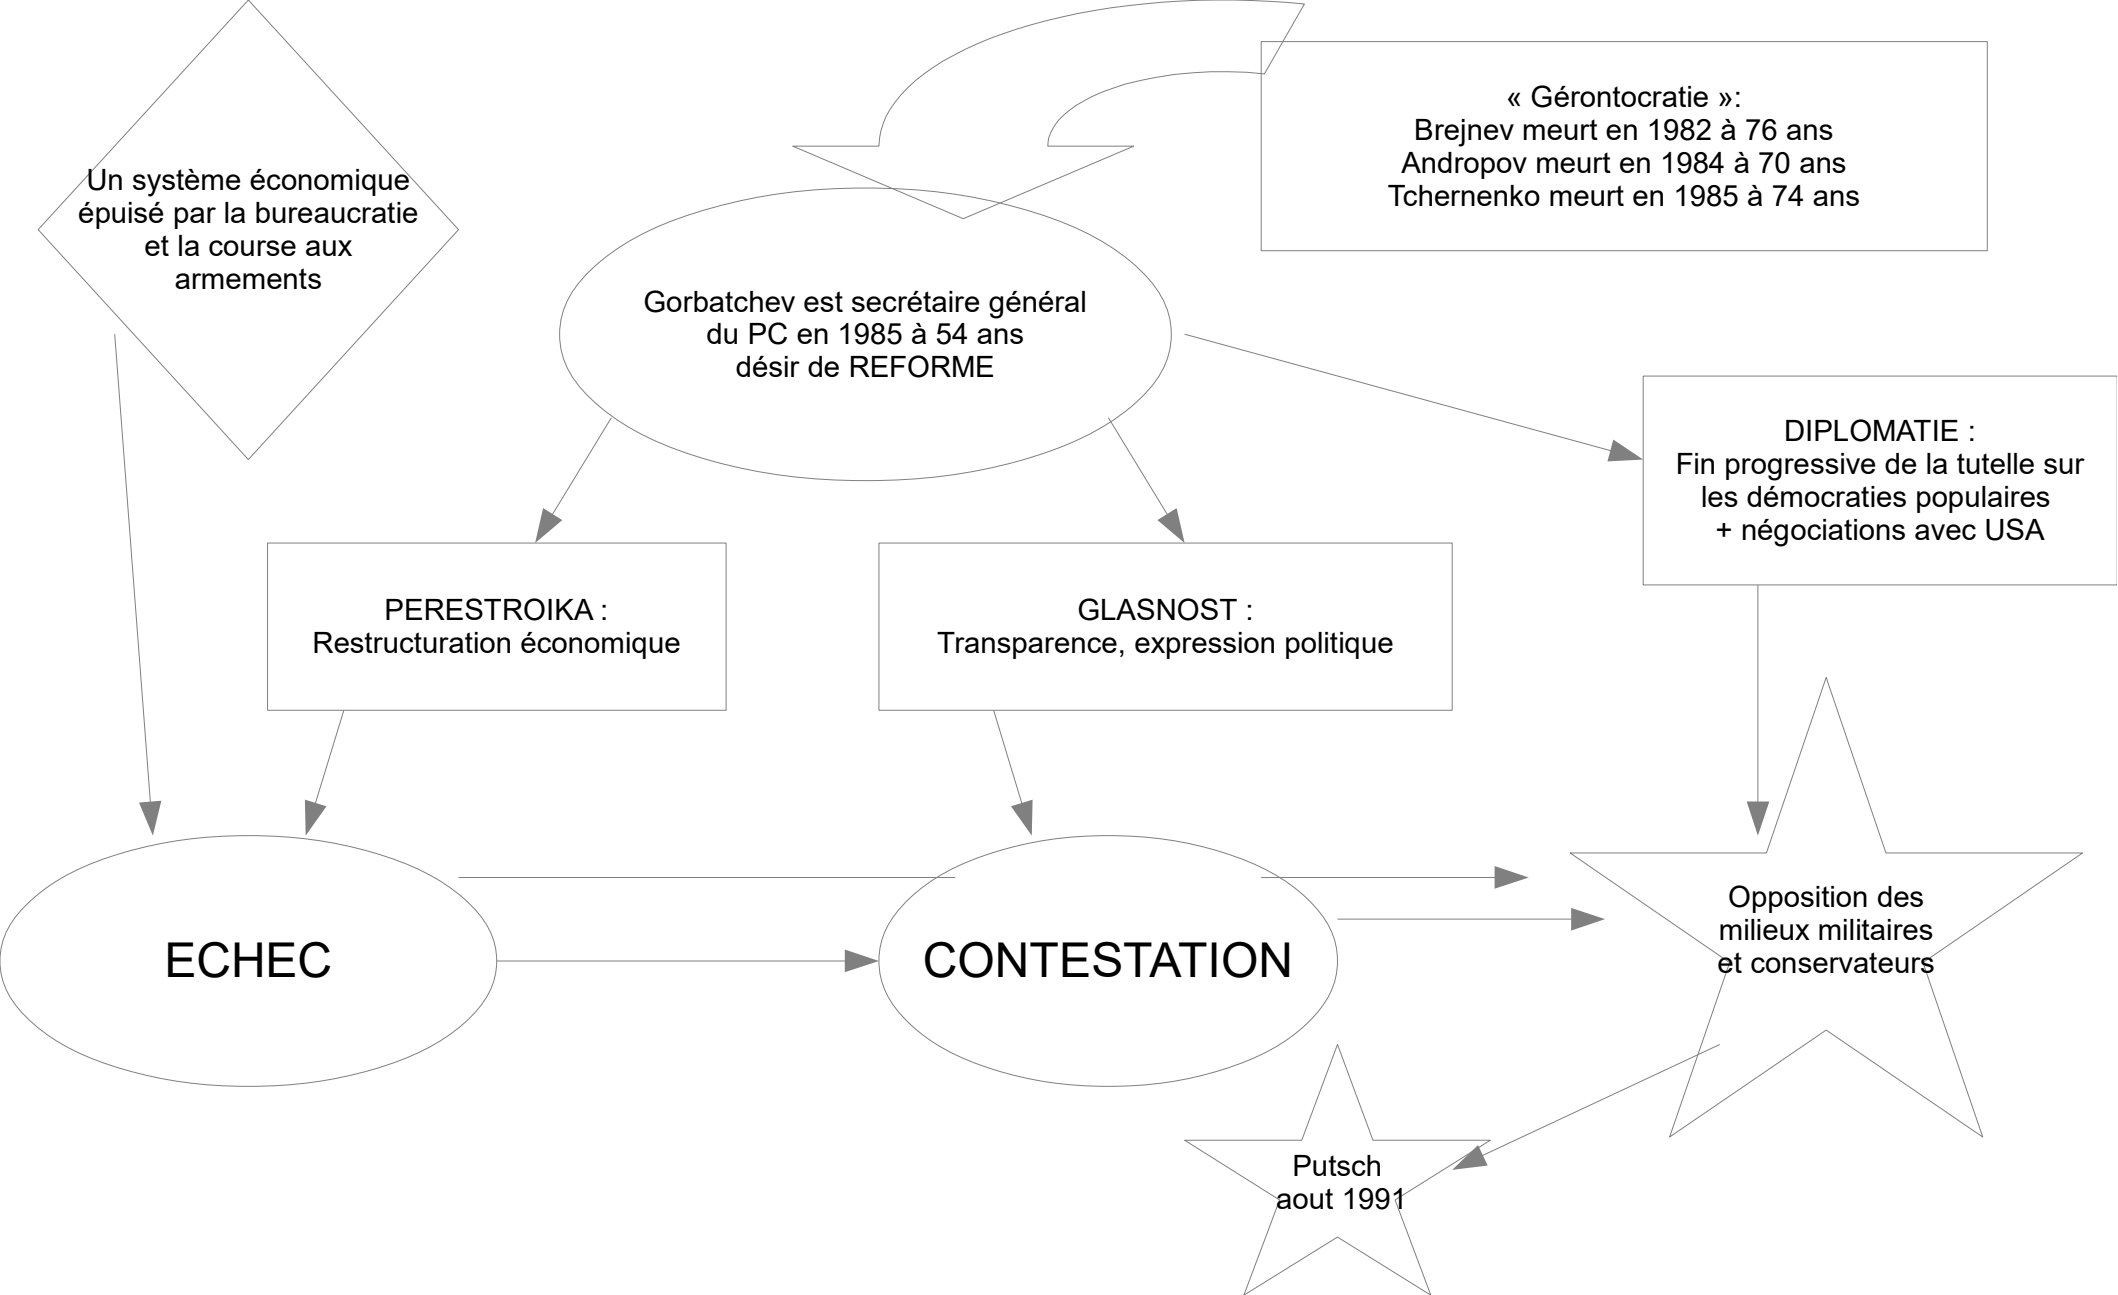 « Gérontocratie »:
Brejnev meurt en 1982 à 76 ans
Andropov meurt en 1984 à 70 ans
Tchernenko meurt en 1985 à 74 ans
Un système économique
épuisé par la bureaucratie
et la course aux
armements
Gorbatchev est secrétaire général
du PC en 1985 à 54 ans
désir de REFORME
DIPLOMATIE :
Fin progressive de la tutelle sur
les démocraties populaires
+ négociations avec USA
PERESTROIKA :
Restructuration économique
GLASNOST :
Transparence, expression politique
ECHEC
CONTESTATION
Opposition des
milieux militaires
et conservateurs
Putsch
aout 1991